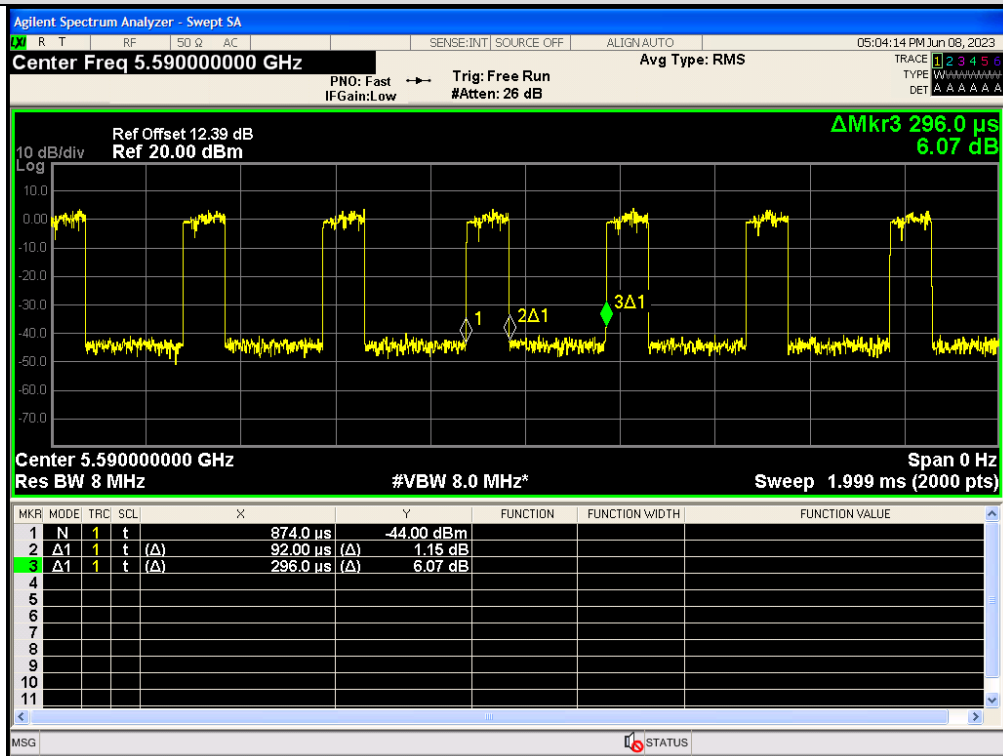 Agilent Spectrum Analyzer - Swept SA
LXI R T RF 50 Ω AC SENSE:INT SOURCE OFF ALIGN AUTO 05:04:14 PM Jun 08, 2023
Center Freq 5.590000000 GHz Avg Type: RMS TRACE 1 2 3 4 5 6
PNO: Fast Trig: Free Run TYPE W
IFGain:Low #Atten: 26 dB DET A A A A A A
ΔMkr3 296.0 µs
6.07 dB
Ref Offset 12.39 dB
10 dB/div Ref 20.00 dBm
Log
10.0
0.00
-10.0
-20.0
-30.0
3Δ1
1
2Δ1
-40.0
-50.0
-60.0
-70.0
Center 5.590000000 GHz Span 0 Hz
Res BW 8 MHz #VBW 8.0 MHz* Sweep 1.999 ms (2000 pts)
MKR MODE TRC SCL X Y FUNCTION FUNCTION WIDTH FUNCTION VALUE
1 N 1 t 874.0 µs -44.00 dBm
2 Δ1 1 t (Δ) 92.00 µs (Δ) 1.15 dB
3 Δ1 1 t (Δ) 296.0 µs (Δ) 6.07 dB
4
5
6
7
8
9
10
11
MSG STATUS